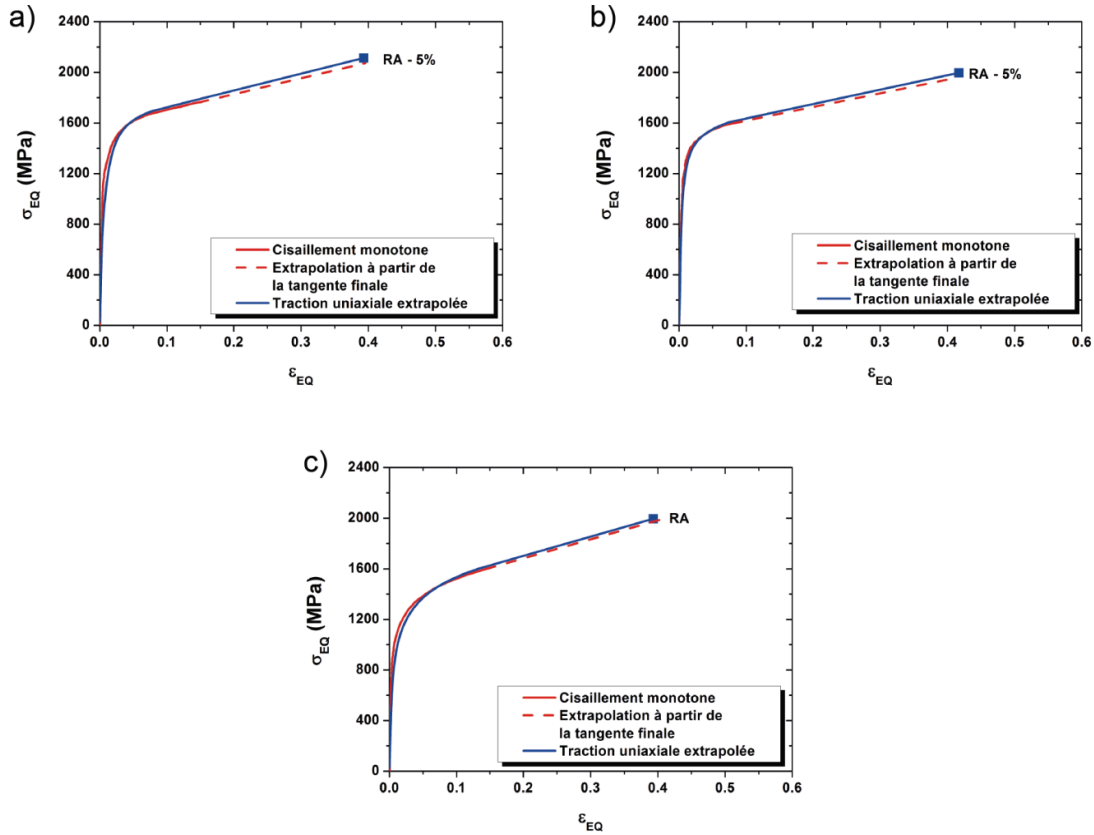 a)
2400
2000
1600
1200
800
400
0
σEQ (MPa)
RA - 5%
Cisaillement monotone
Extrapolation à partir de
la tangente finale
Traction uniaxiale extrapolée
0.0 0.1 0.2 0.3 0.4 0.5 0.6
εEQ
b)
2400
2000
1600
1200
800
400
0
σEQ (MPa)
RA - 5%
Cisaillement monotone
Extrapolation à partir de
la tangente finale
Traction uniaxiale extrapolée
0.0 0.1 0.2 0.3 0.4 0.5 0.6
εEQ
c)
2400
2000
1600
1200
800
400
0
σEQ (MPa)
RA
Cisaillement monotone
Extrapolation à partir de
la tangente finale
Traction uniaxiale extrapolée
0.0 0.1 0.2 0.3 0.4 0.5 0.6
εEQ